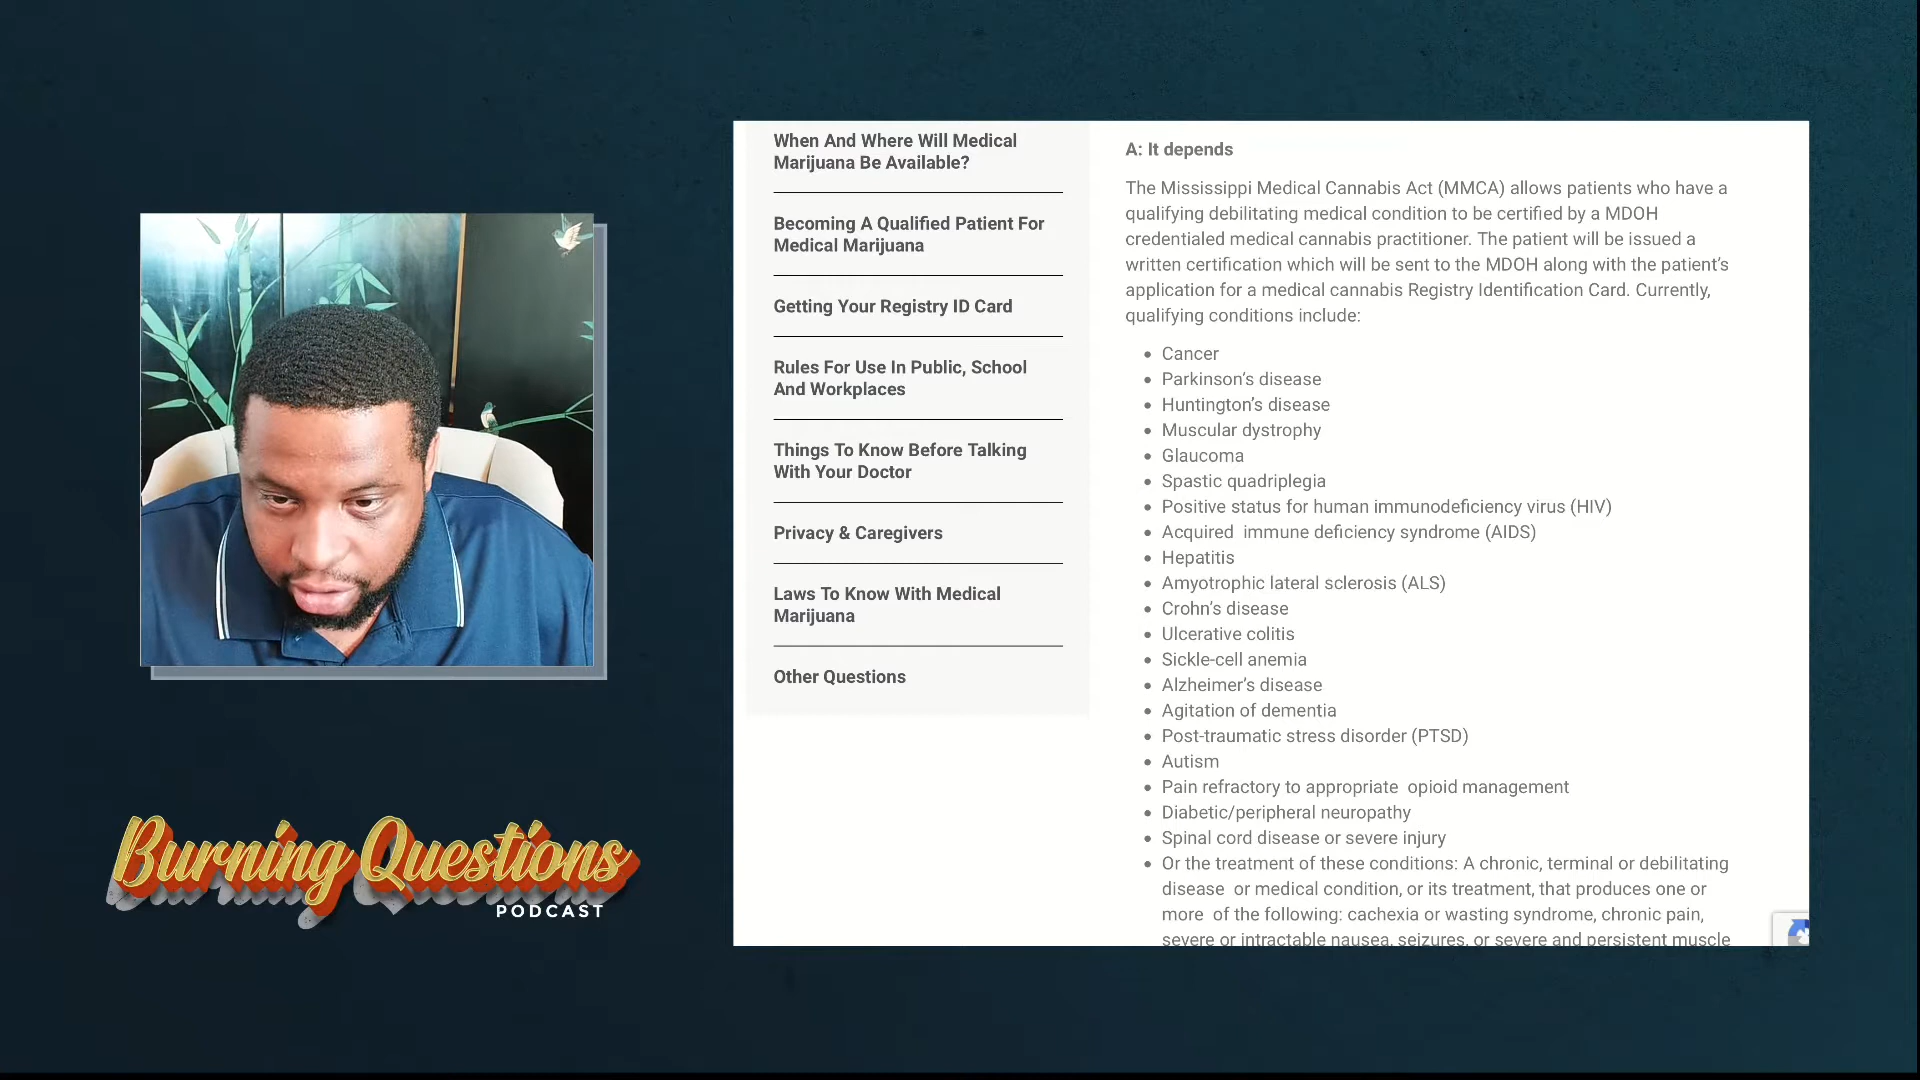 When And Where Will Medical
Marijuana Be Available?
Becoming A Qualified Patient For
Medical Marijuana
Getting Your Registry ID Card
Rules For Use In Public, School
And Workplaces
Things To Know Before Talking
With Your Doctor
Privacy & Caregivers
Laws To Know With Medical
Marijuana
Other Questions
A: It depends
The Mississippi Medical Cannabis Act (MMCA) allows patients who have a
qualifying debilitating medical condition to be certified by a MDOH
credentialed medical cannabis practitioner. The patient will be issued a
written certification which will be sent to the MDOH along with the patient's
application for a medical cannabis Registry Identification Card. Currently,
qualifying conditions include:
Cancer
Parkinson's disease
Huntington's disease
Muscular dystrophy
Glaucoma
Spastic quadriplegia
Positive status for human immunodeficiency virus (HIV)
Acquired immune deficiency syndrome (AIDS)
Hepatitis
Amyotrophic lateral sclerosis (ALS)
Crohn's disease
Ulcerative colitis
Sickle-cell anemia
Alzheimer's disease
Agitation of dementia
Post-traumatic stress disorder (PTSD)
Autism
Pain refractory to appropriate opioid management
Diabetic/peripheral neuropathy
Spinal cord disease or severe injury
Or the treatment of these conditions: A chronic, terminal or debilitating
disease or medical condition, or its treatment, that produces one or
more of the following: cachexia or wasting syndrome, chronic pain,
severe or intractable nausea, seizures, or severe and persistent muscle
Burning Questions
PODCAST